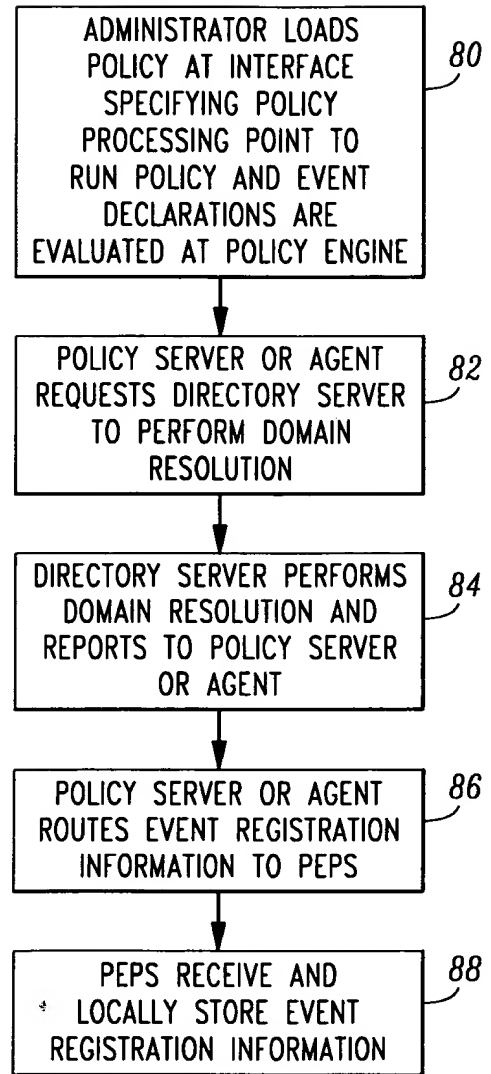 ADMINISTRATOR LOADS
POLICY AT INTERFACE
SPECIFYING POLICY
PROCESSING POINT TO
RUN POLICY AND EVENT
DECLARATIONS ARE
EVALUATED AT POLICY ENGINE
80
POLICY SERVER OR AGENT
REQUESTS DIRECTORY SERVER
TO PERFORM DOMAIN
RESOLUTION
82
DIRECTORY SERVER PERFORMS
DOMAIN RESOLUTION AND
REPORTS TO POLICY SERVER
OR AGENT
84
POLICY SERVER OR AGENT
ROUTES EVENT REGISTRATION
INFORMATION TO PEPS
86
PEPS RECEIVE AND
LOCALLY STORE EVENT
REGISTRATION INFORMATION
88